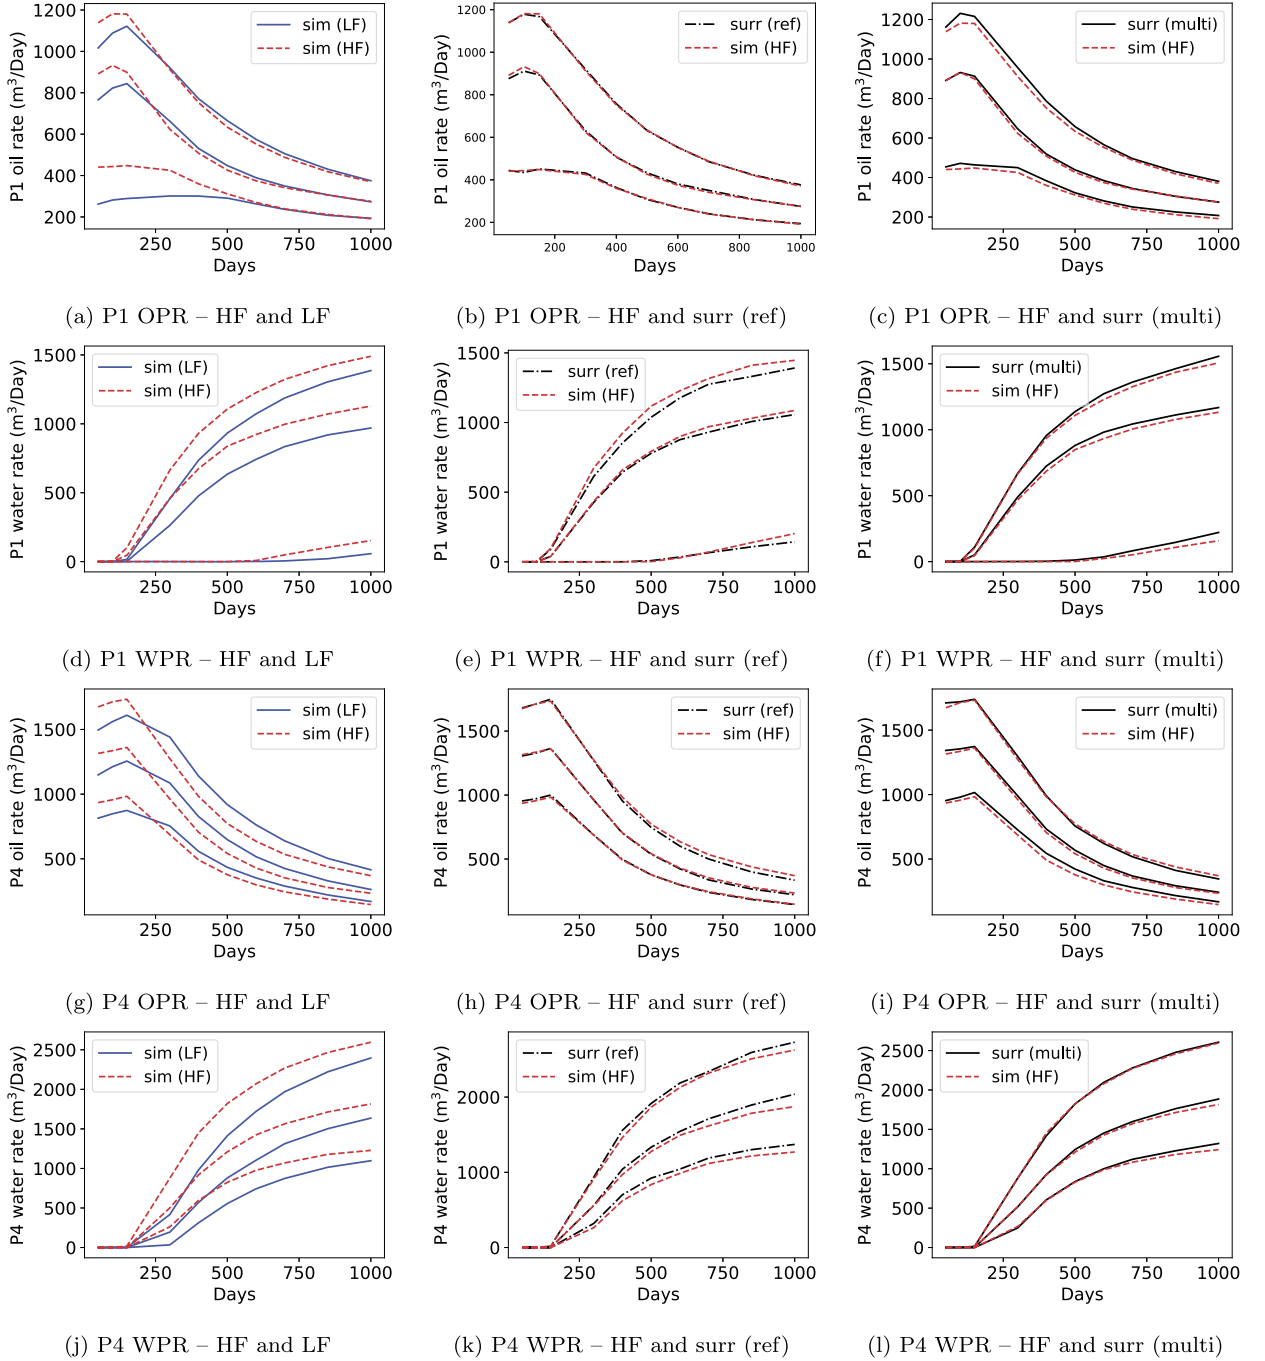 P1 oil rate (m³/Day)
1200
1000
800
600
400
200
sim (LF)
sim (HF)
250
500
750
1000
Days
(a) P1 OPR – HF and LF
P1 oil rate (m³/Day)
1200
1000
800
600
400
200
surr (ref)
sim (HF)
200
400
600
800
1000
Days
(b) P1 OPR – HF and surr (ref)
P1 oil rate (m³/Day)
1200
1000
800
600
400
200
surr (multi)
sim (HF)
250
500
750
1000
Days
(c) P1 OPR – HF and surr (multi)
P1 water rate (m³/Day)
1500
1000
500
0
sim (LF)
sim (HF)
250
500
750
1000
Days
(d) P1 WPR – HF and LF
P1 water rate (m³/Day)
1500
1000
500
0
surr (ref)
sim (HF)
250
500
750
1000
Days
(e) P1 WPR – HF and surr (ref)
P1 water rate (m³/Day)
1500
1000
500
0
surr (multi)
sim (HF)
250
500
750
1000
Days
(f) P1 WPR – HF and surr (multi)
P4 oil rate (m³/Day)
1500
1000
500
sim (LF)
sim (HF)
250
500
750
1000
Days
(g) P4 OPR – HF and LF
P4 oil rate (m³/Day)
1500
1000
500
surr (ref)
sim (HF)
250
500
750
1000
Days
(h) P4 OPR – HF and surr (ref)
P4 oil rate (m³/Day)
1500
1000
500
surr (multi)
sim (HF)
250
500
750
1000
Days
(i) P4 OPR – HF and surr (multi)
P4 water rate (m³/Day)
2500
2000
1500
1000
500
0
sim (LF)
sim (HF)
250
500
750
1000
Days
(j) P4 WPR – HF and LF
P4 water rate (m³/Day)
2000
1000
0
surr (ref)
sim (HF)
250
500
750
1000
Days
(k) P4 WPR – HF and surr (ref)
P4 water rate (m³/Day)
2500
2000
1500
1000
500
0
surr (multi)
sim (HF)
250
500
750
1000
Days
(l) P4 WPR – HF and surr (multi)